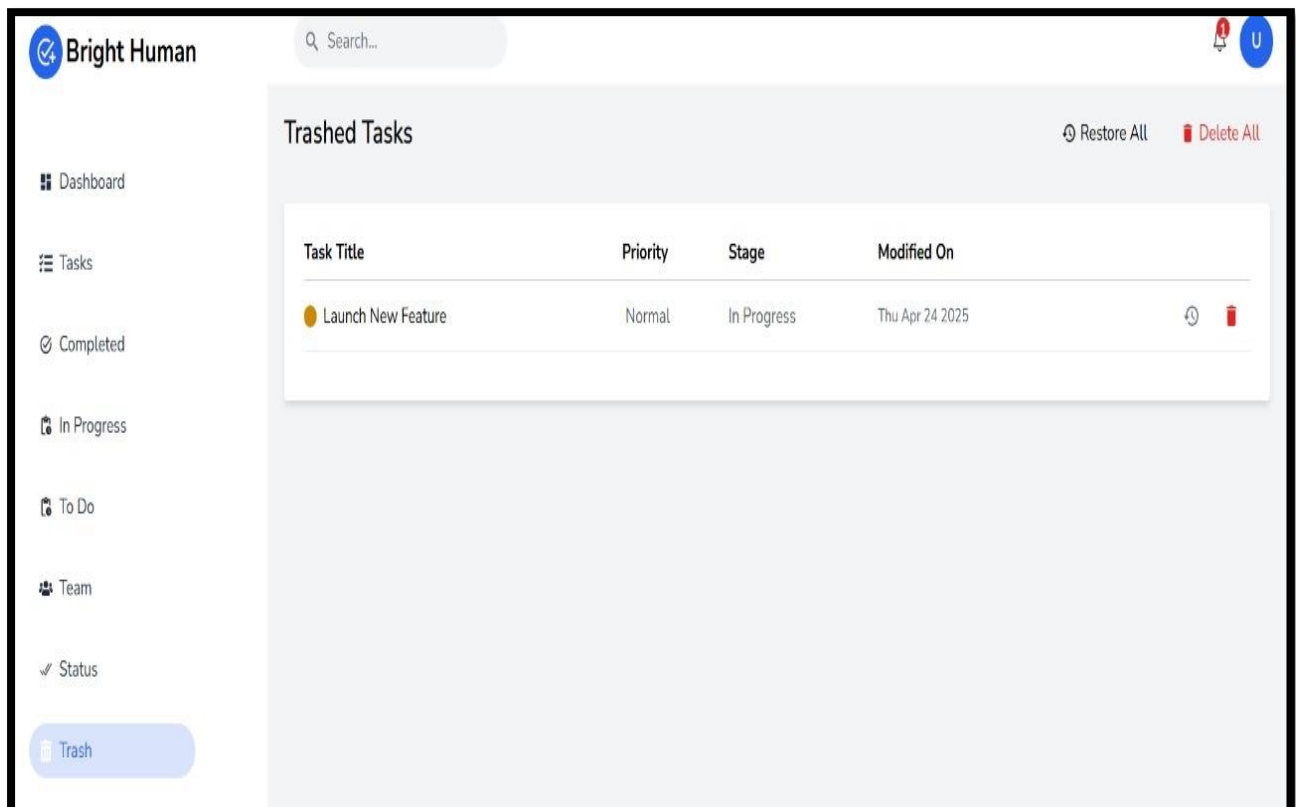 Bright Human
Search...
1
U
Trashed Tasks
Restore All
Delete All
Dashboard
Tasks
Completed
In Progress
To Do
Team
Status
Trash
Task Title Priority Stage Modified On
Launch New Feature Normal In Progress Thu Apr 24 2025